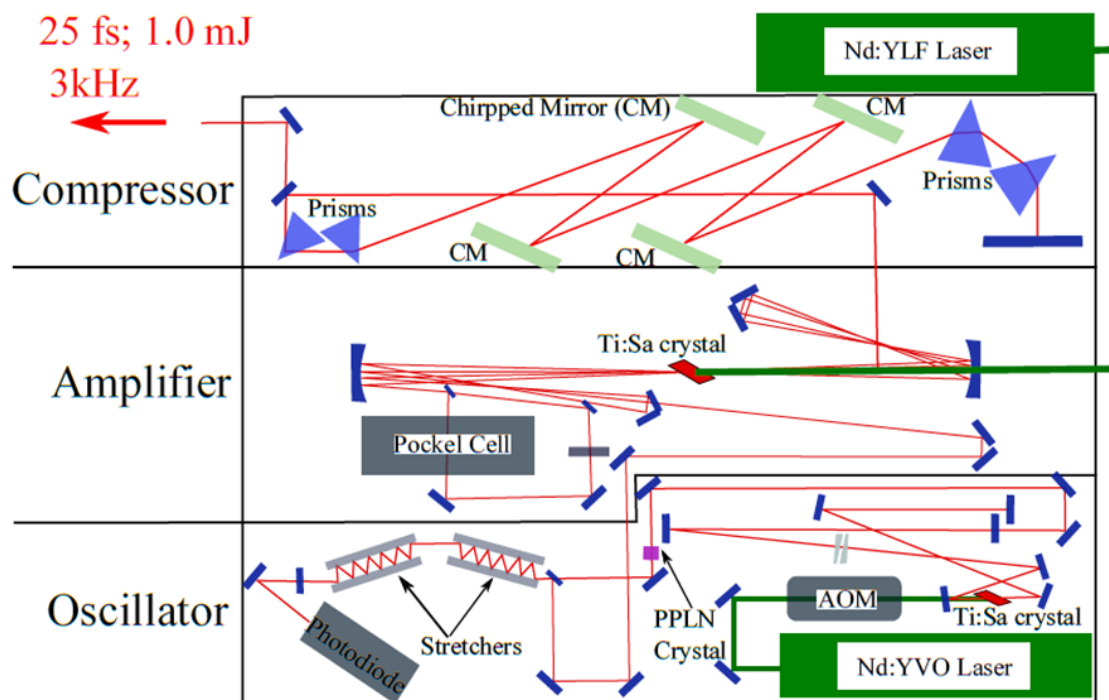 25 fs; 1.0 mJ
3kHz
Nd:YLF Laser
Chirpped Mirror (CM)
CM
Compressor
Prisms
Prisms
CM
CM
Ti:Sa crystal
Amplifier
Pockel Cell
Oscillator
Stretchers
Photodiode
PPLN
Crystal
AOM
Ti:Sa crystal
Nd:YVO Laser